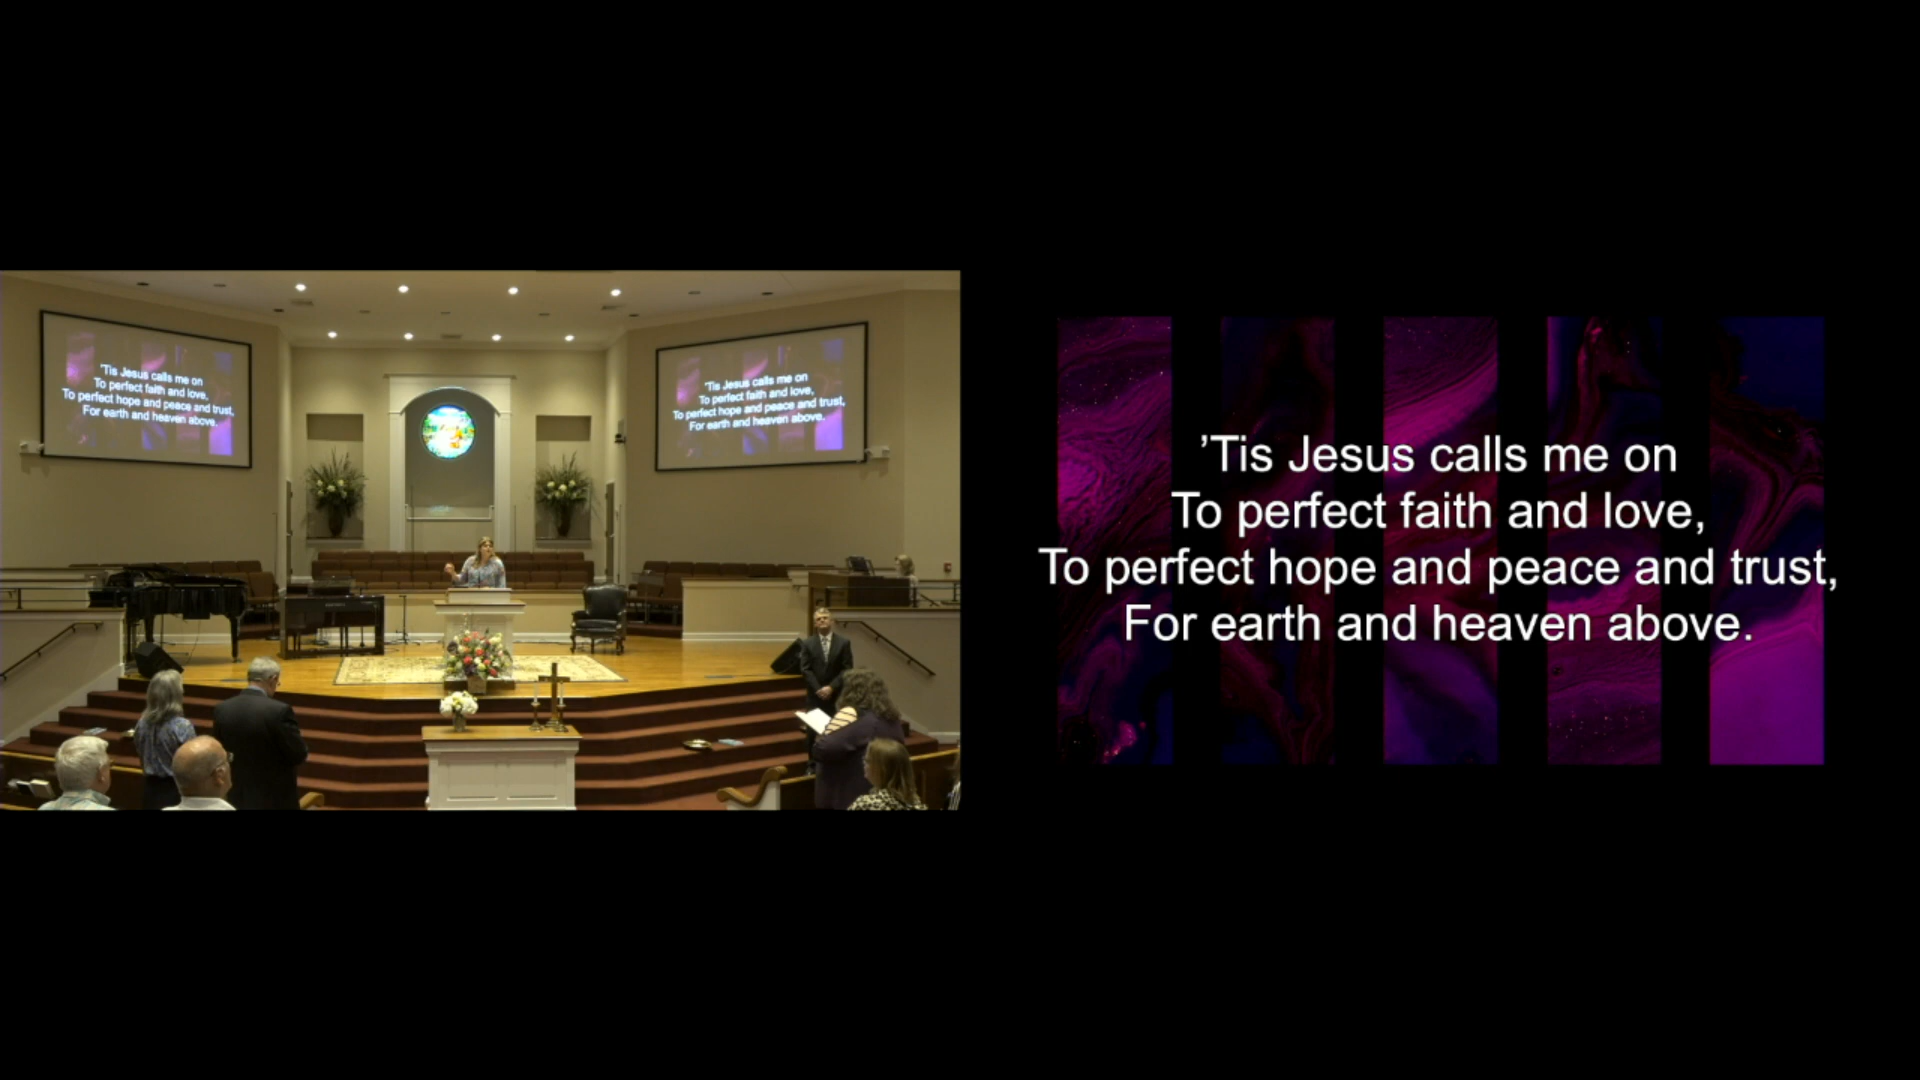 'Tis Jesus calls me on
To perfect faith and love,
To perfect hope and peace and trust,
For earth and heaven above.
'Tis Jesus calls me on
To perfect faith and love,
To perfect hope and peace and trust,
For earth and heaven above.
’Tis Jesus calls me on
To perfect faith and love,
To perfect hope and peace and trust,
For earth and heaven above.